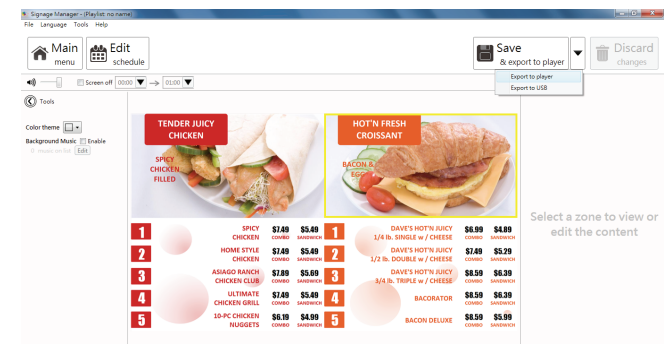 Signage Manager - (Playlist: no name)
File Language Tools Help
Main
menu
Edit
schedule
Save
& export to player
Discard
changes
Export to player
Export to USB
Screen off 00:00 → 01:00
Tools
Color theme
Background Music Enable
0 music on list Edit
TENDER JUICY
CHICKEN
SPICY
CHICKEN
FILLED
HOT'N FRESH
CROISSANT
BACON &
EGG
Select a zone to view or
edit the content
1 SPICY CHICKEN $7.49 COMBO $5.49 SANDWICH
2 HOME STYLE CHICKEN $7.49 COMBO $5.49 SANDWICH
3 ASIAGO RANCH CHICKEN CLUB $7.89 COMBO $5.69 SANDWICH
4 ULTIMATE CHICKEN GRILL $7.49 COMBO $5.49 SANDWICH
5 10-PC CHICKEN NUGGETS $6.19 COMBO $4.99 SANDWICH
1 DAVE'S HOT'N JUICY 1/4 lb. SINGLE w / CHEESE $6.99 COMBO $4.89 SANDWICH
2 DAVE'S HOT'N JUICY 1/2 lb. DOUBLE w / CHEESE $7.49 COMBO $5.29 SANDWICH
3 DAVE'S HOT'N JUICY 3/4 lb. TRIPLE w / CHEESE $8.59 COMBO $6.39 SANDWICH
4 BACORATOR $8.59 COMBO $6.39 SANDWICH
5 BACON DELUXE $8.59 COMBO $5.99 SANDWICH